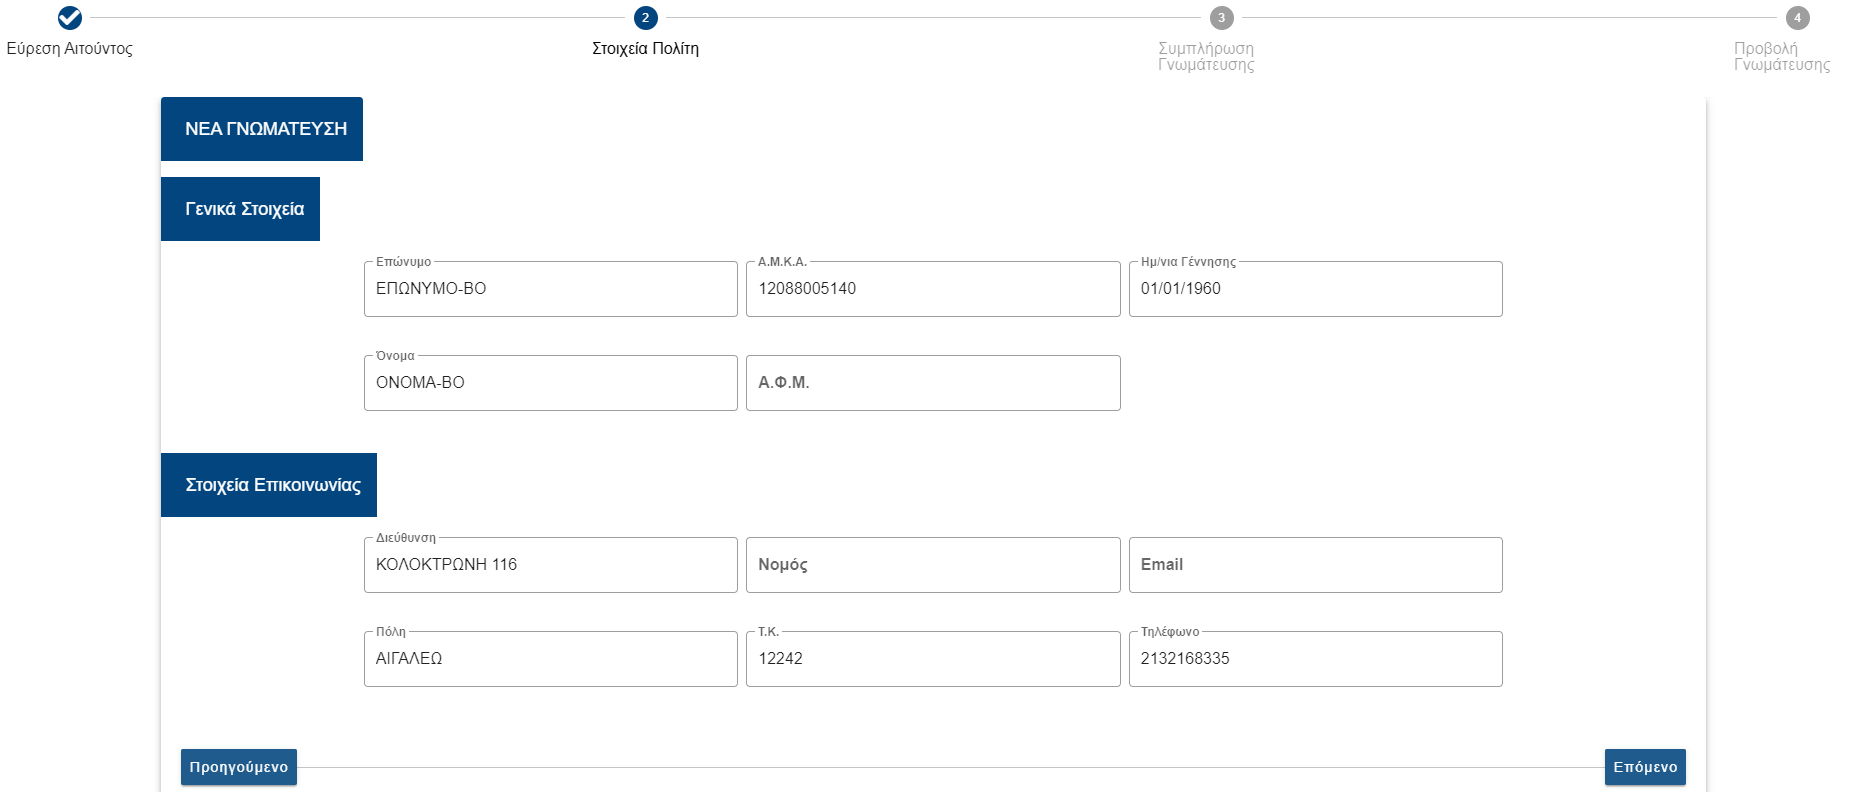 2
3
4
Εύρεση Αιτούντος
Στοιχεία Πολίτη
Συμπλήρωση
Γνωμάτευσης
Προβολή
Γνωμάτευσης
ΝΕΑ ΓΝΩΜΑΤΕΥΣΗ
Γενικά Στοιχεία
Επώνυμο
ΕΠΩΝΥΜΟ-ΒΟ
Α.Μ.Κ.Α.
12088005140
Ημ/νια Γέννησης
01/01/1960
Όνομα
ΟΝΟΜΑ-ΒΟ
Α.Φ.Μ.
Στοιχεία Επικοινωνίας
Διεύθυνση
ΚΟΛΟΚΤΡΩΝΗ 116
Νομός
Email
Πόλη
ΑΙΓΑΛΕΩ
Τ.Κ.
12242
Τηλέφωνο
2132168335
Προηγούμενο
Επόμενο